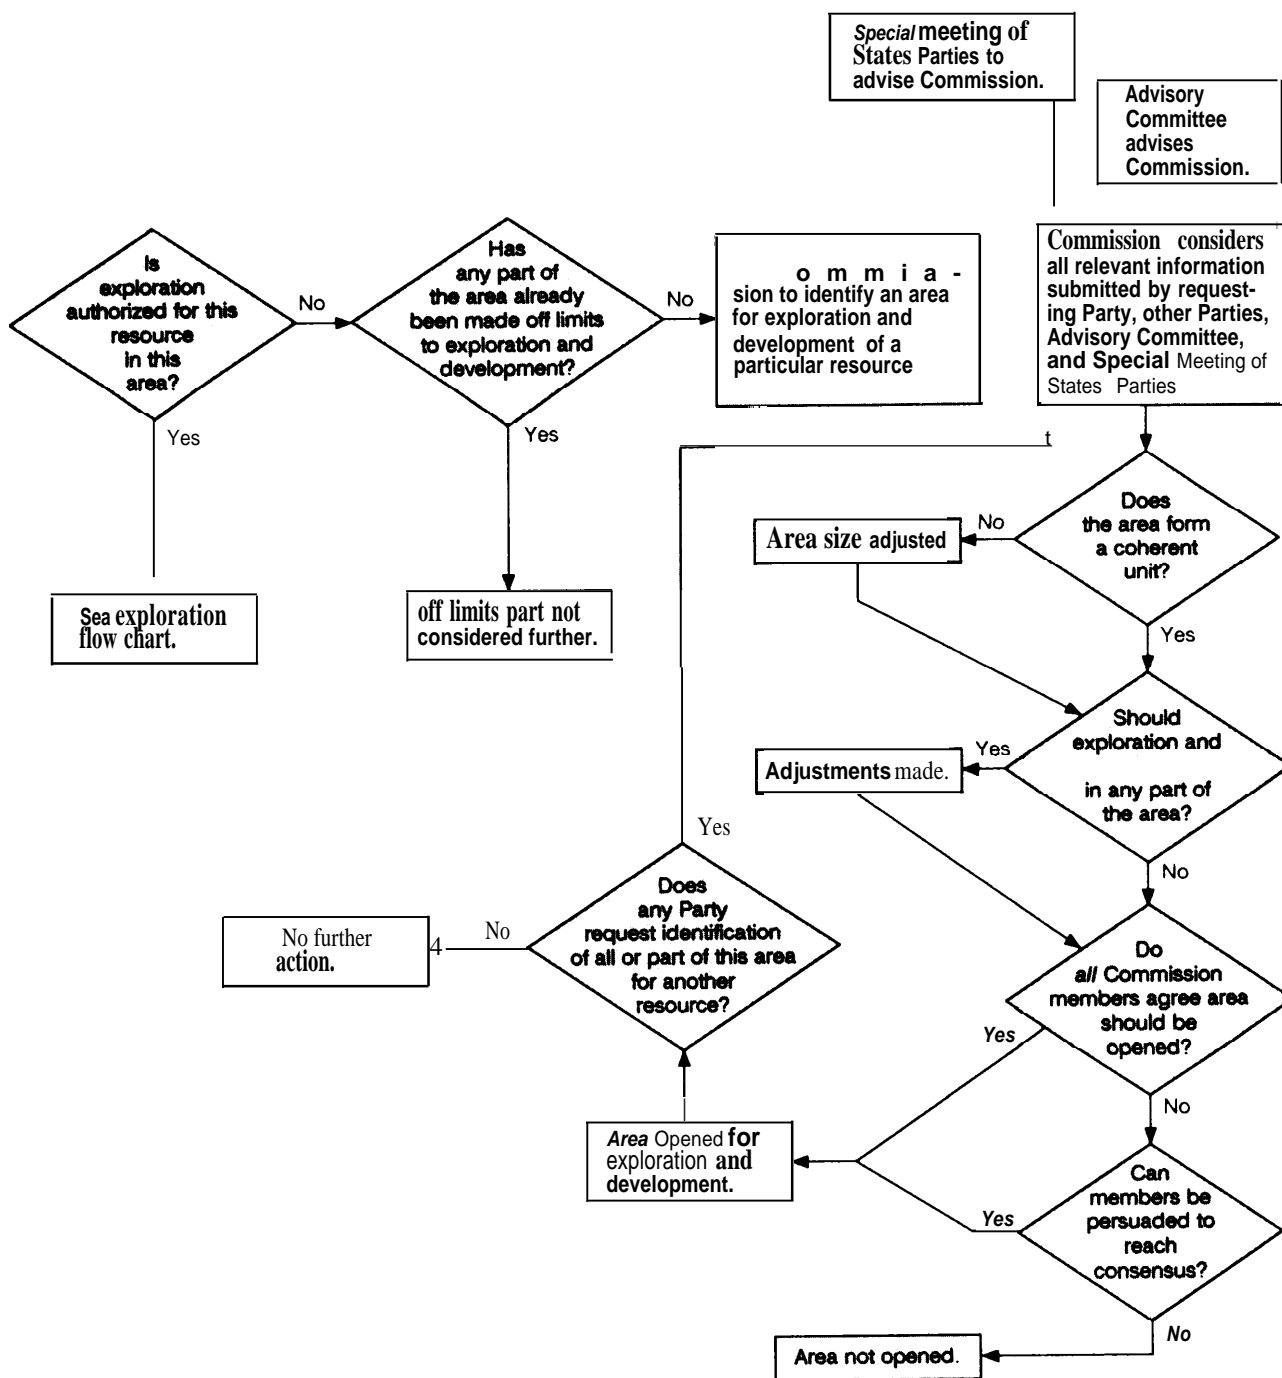 Special meeting of
States Parties to
advise Commission.
Advisory
Committee
advises
Commission.
Is
exploration
authorized for this
resource
in this
area?
No
Yes
Has
any part of
the area already
been made off limits
to exploration and
development?
No
Yes
o m m i a -
sion to identify an area
for exploration and
development of a
particular resource
Commission considers
all relevant information
submitted by request-
ing Party, other Parties,
Advisory Committee,
and Special Meeting of
States Parties
Sea exploration
flow chart.
off limits part not
considered further.
t
Does
the area form
a coherent
unit?
No
Yes
Area size adjusted
Should
exploration and
in any part of
the area?
Yes
No
Adjustments made.
Yes
Does
any Party
request identification
of all or part of this area
for another
resource?
No
4
No further
action.
Do
all Commission
members agree area
should be
opened?
Yes
No
Area Opened for
exploration and
development.
Can
members be
persuaded to
reach
consensus?
Yes
No
Area not opened.